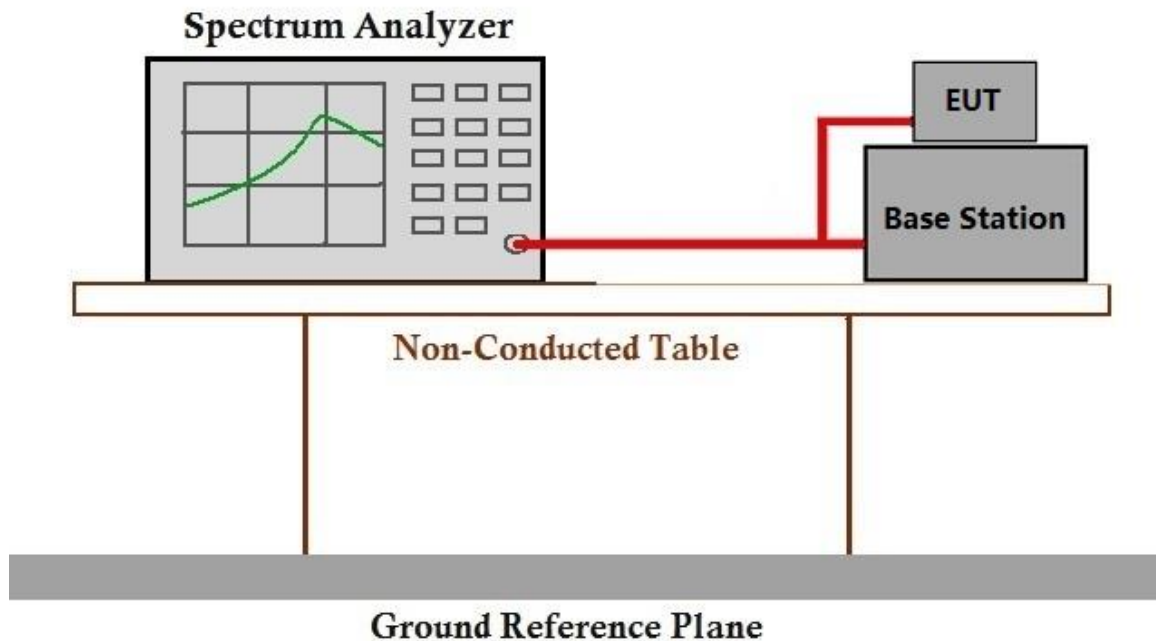 Spectrum Analyzer
EUT
Base Station
Non-Conducted Table
Ground Reference Plane